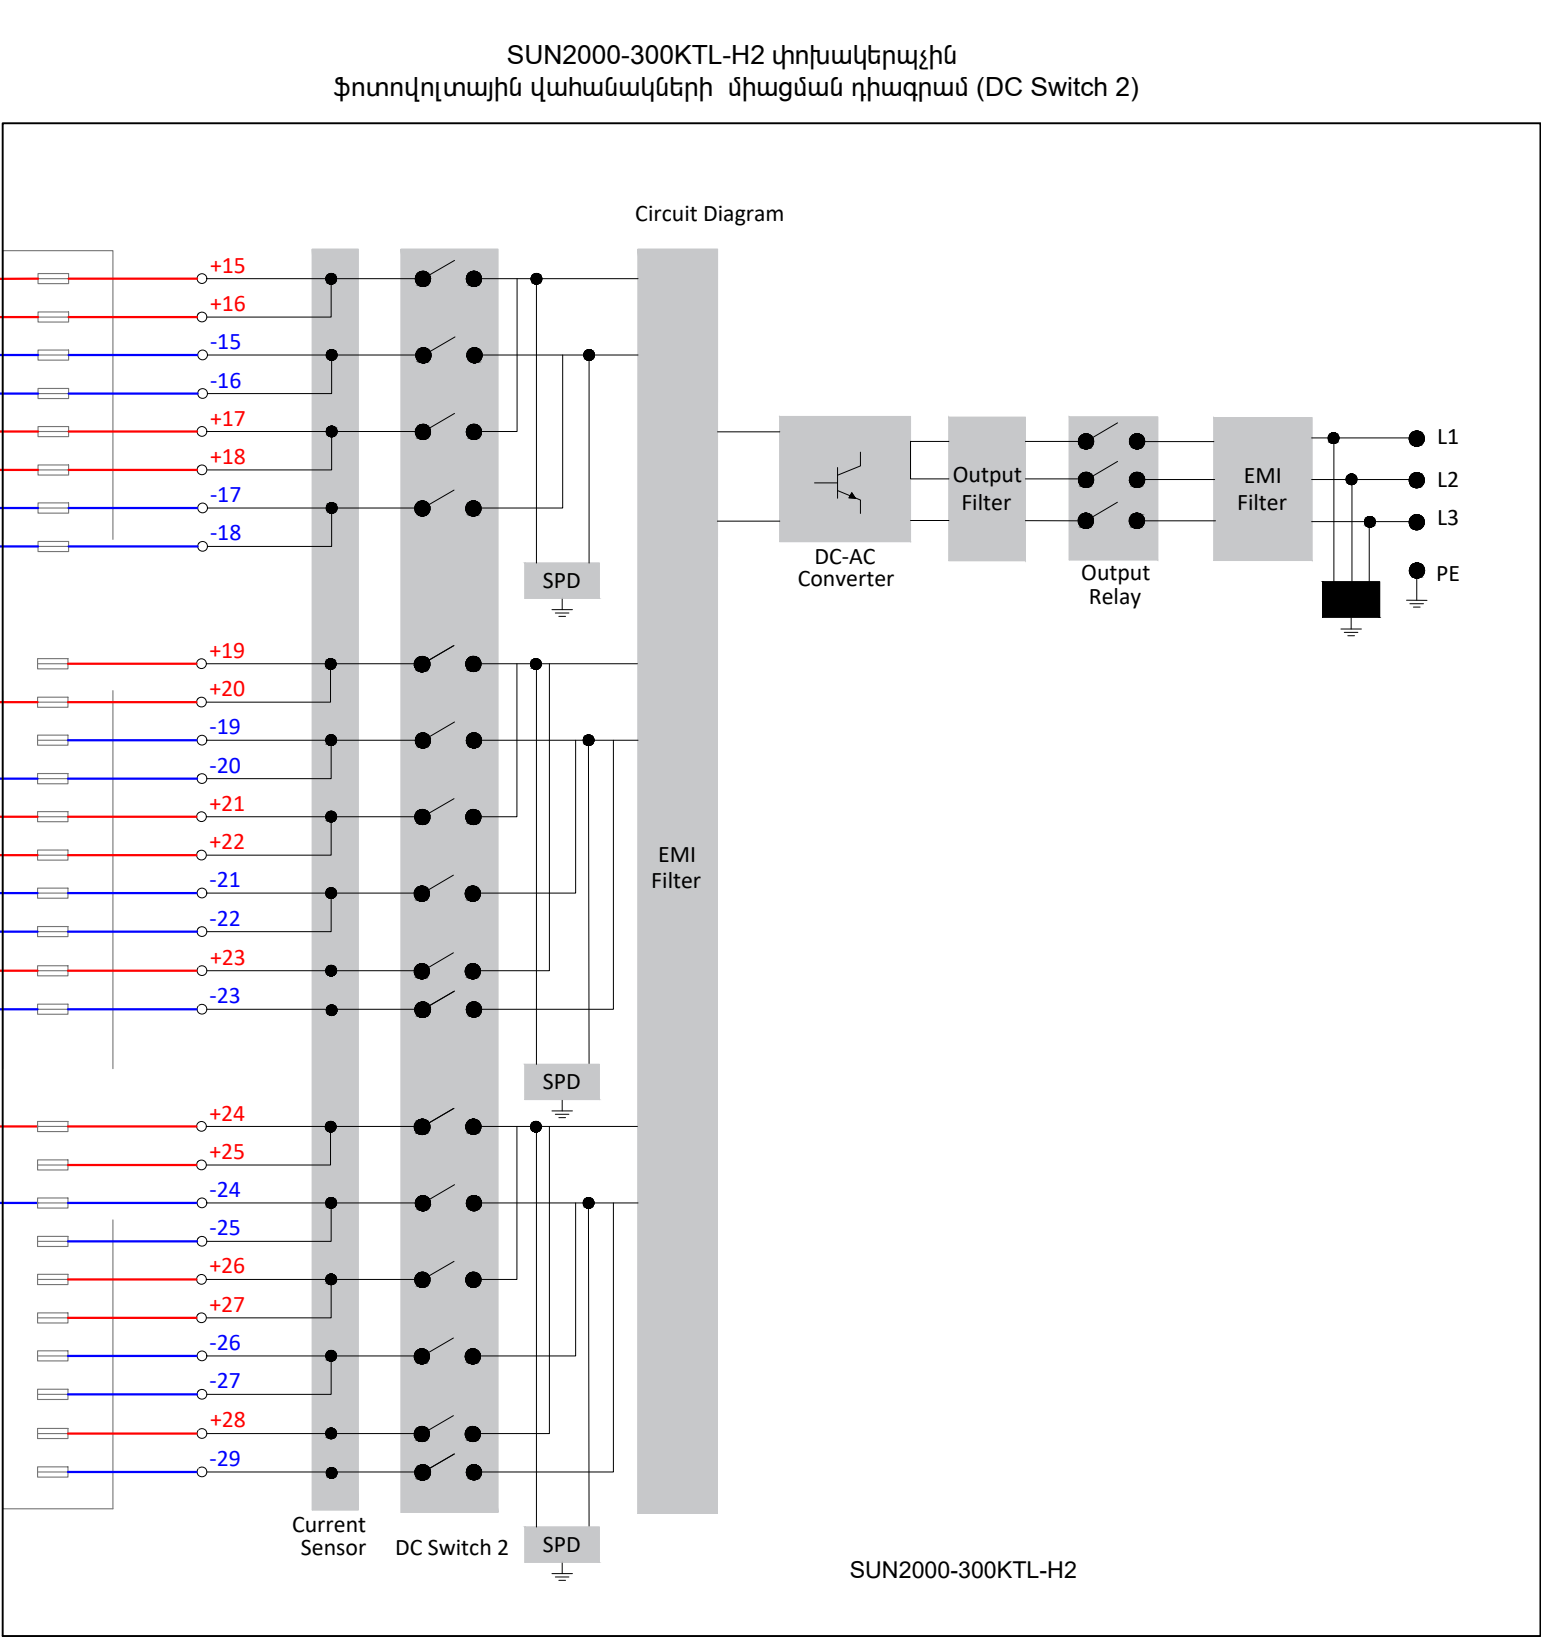 SUN2000-300KTL-H2 փոխակերպչին
ֆոտովոլտային վահանակների միացման դիագրամ (DC Switch 2)
Circuit Diagram
+15
+16
-15
-16
+17
+18
-17
-18
SPD
+19
+20
-19
-20
+21
+22
-21
-22
+23
-23
SPD
+24
+25
-24
-25
+26
+27
-26
-27
+28
-29
Current
Sensor
DC Switch 2
SPD
EMI
Filter
DC-AC
Converter
Output
Filter
Output
Relay
EMI
Filter
L1
L2
L3
PE
SUN2000-300KTL-H2